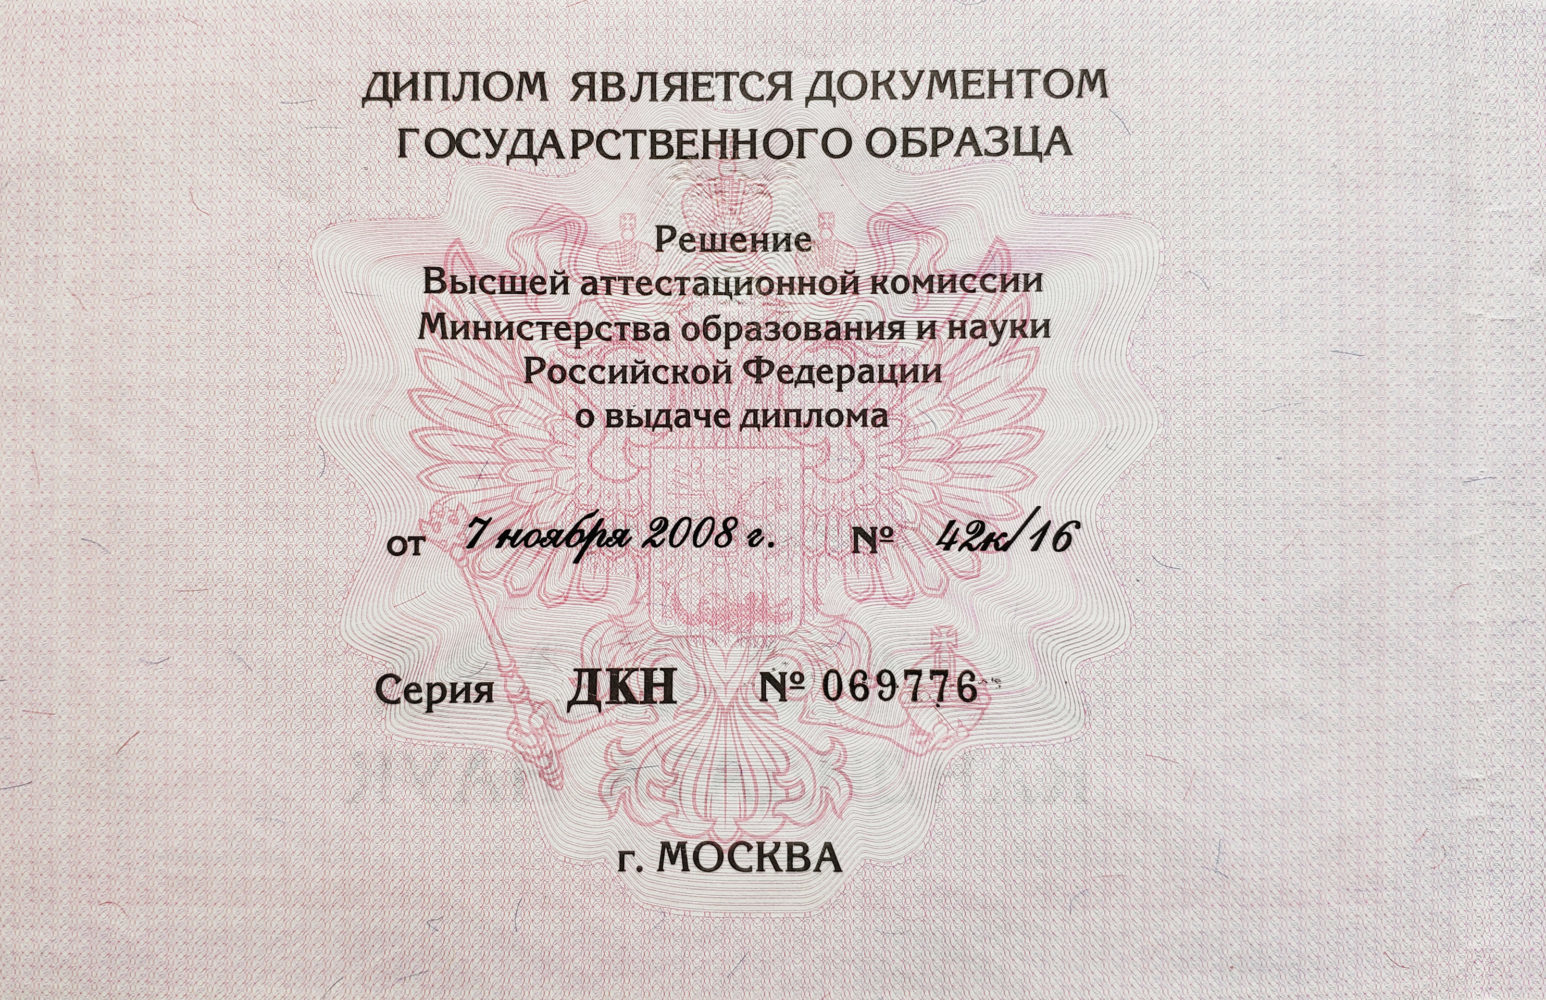 ДИПЛОМ ЯВЛЯЕТСЯ ДОКУМЕНТОМ
ГОСУДАРСТВЕННОГО ОБРАЗЦА
Решение
Высшей аттестационной комиссии
Министерства образования и науки
Российской Федерации
о выдаче диплома
от 7 ноября 2008 г. № 42к/16
Серия ДКН № 069776
г. МОСКВА